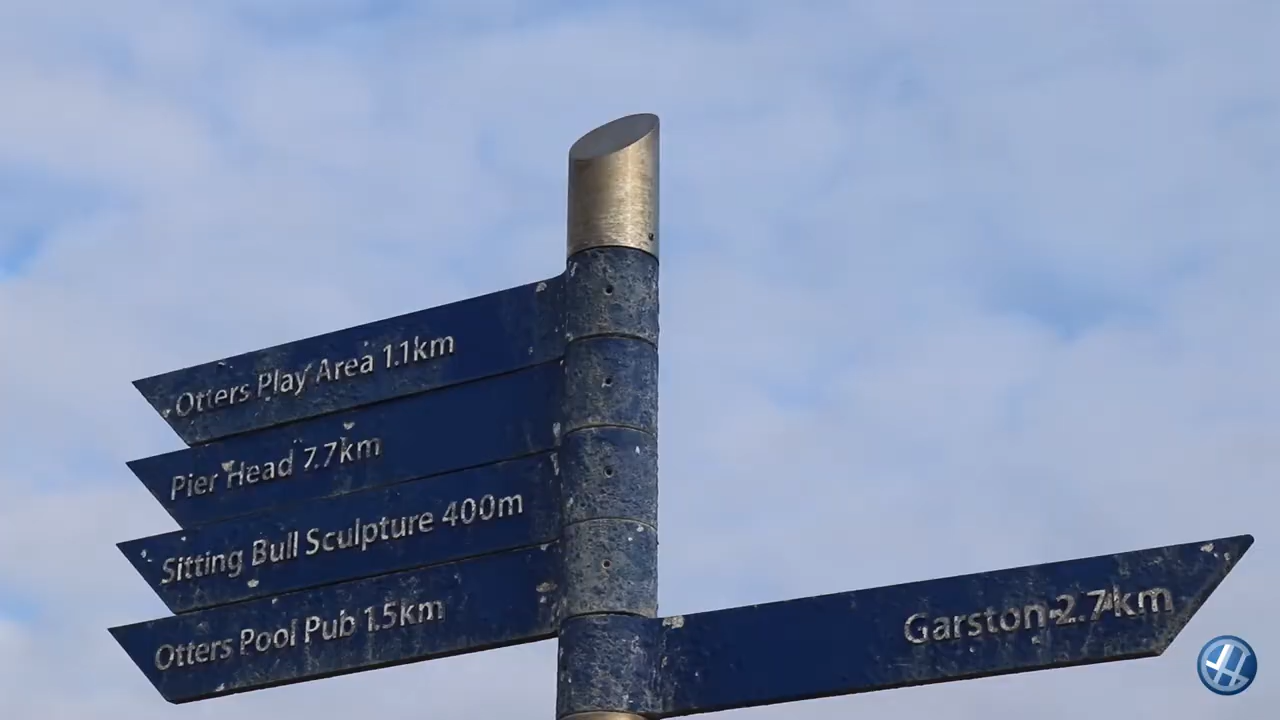 Otters Play Area 1.1km
Pier Head 7.7km
Sitting Bull Sculpture 400m
Otters Pool Pub 1.5km
Garston 2.7km